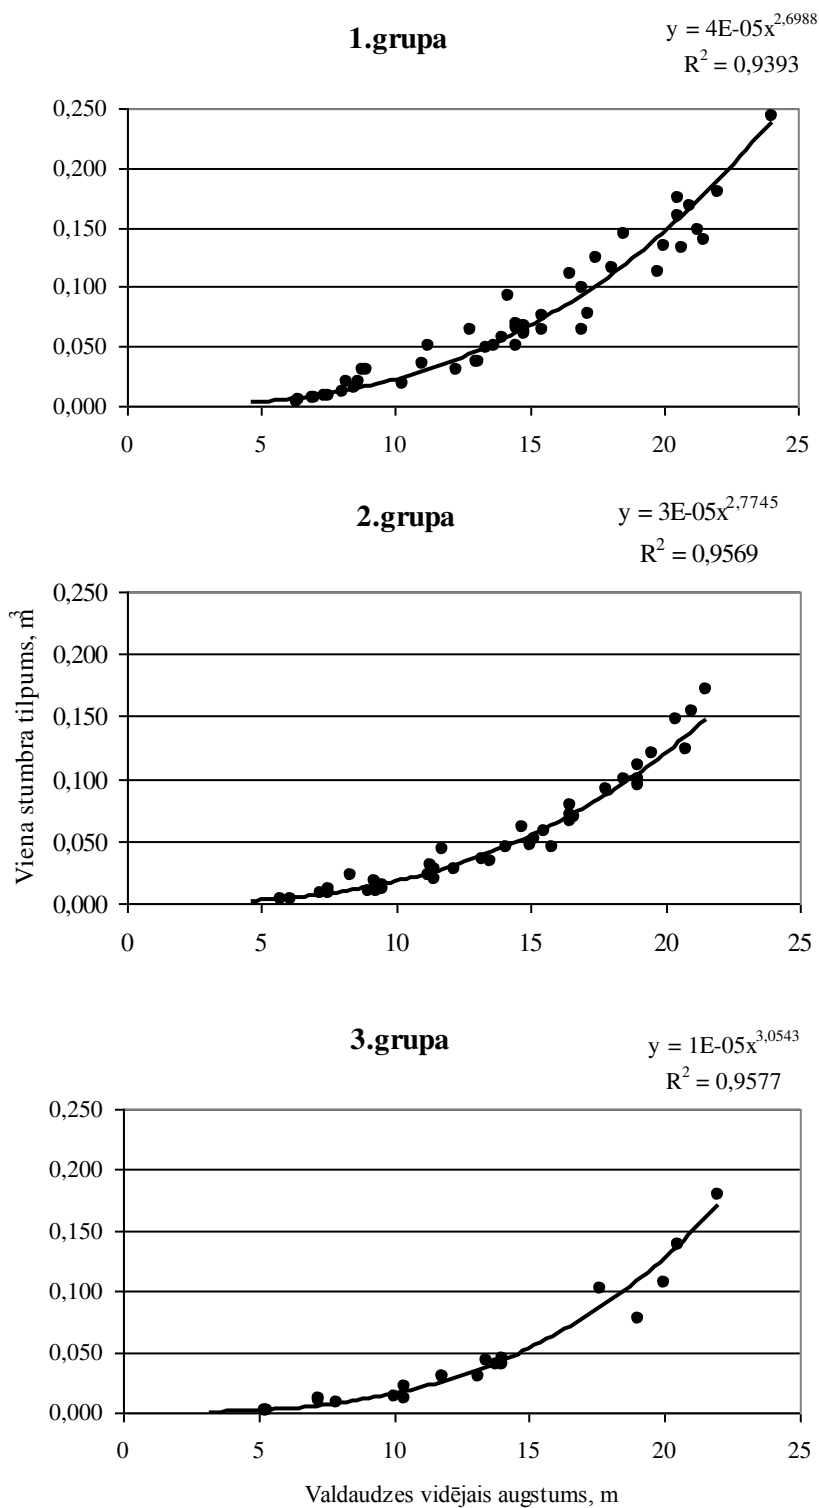 1.grupa
y = 4E-05x^2,6988
R² = 0,9393
0,250
0,200
0,150
0,100
0,050
0,000
0 5 10 15 20 25
2.grupa
y = 3E-05x^2,7745
R² = 0,9569
Viena stumbra tilpums, m³
0,250
0,200
0,150
0,100
0,050
0,000
0 5 10 15 20 25
3.grupa
y = 1E-05x^3,0543
R² = 0,9577
0,250
0,200
0,150
0,100
0,050
0,000
0 5 10 15 20 25
Valdaudzes vidējais augstums, m